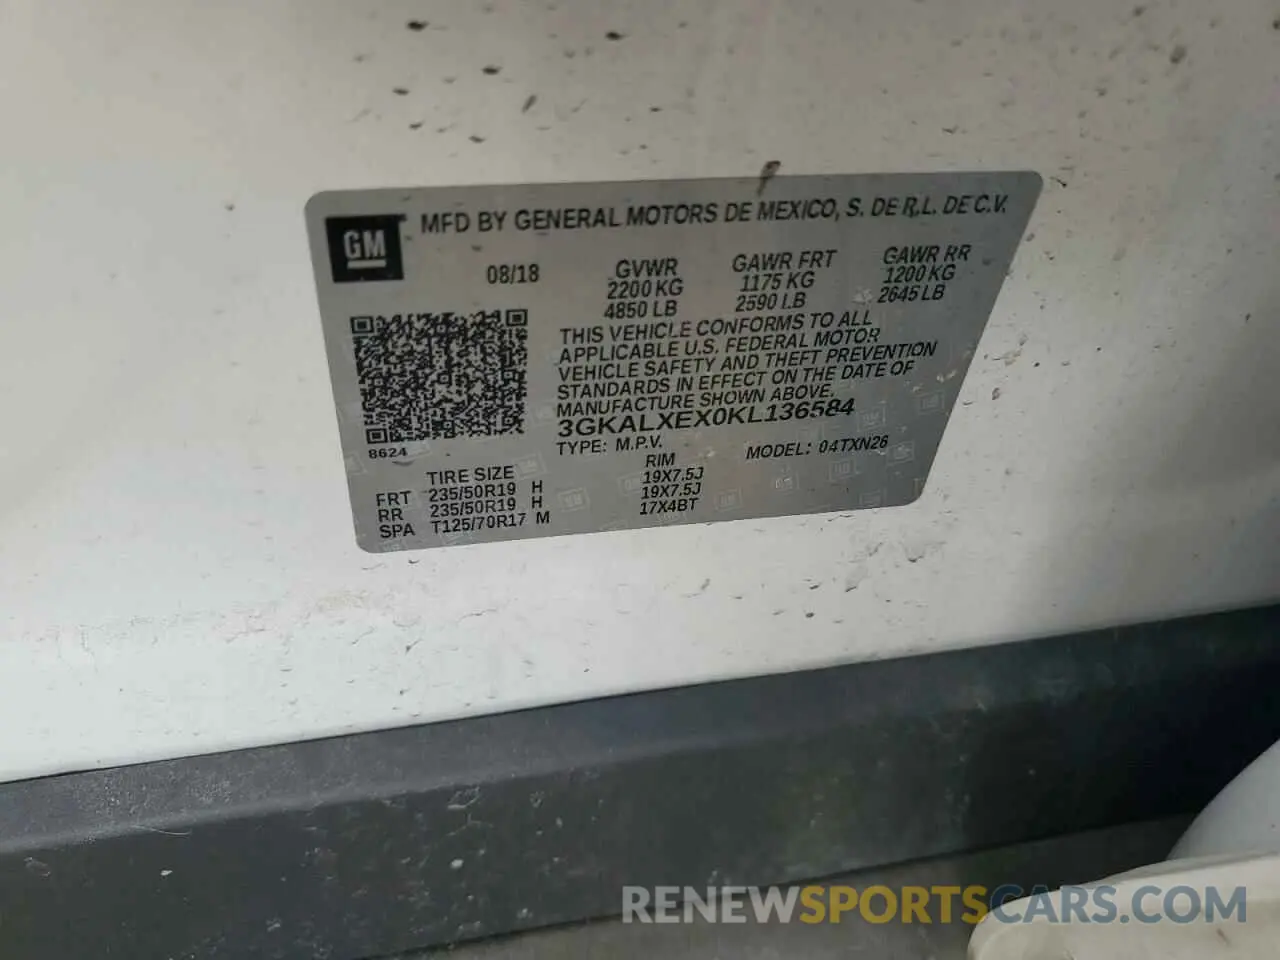 GM
MFD BY GENERAL MOTORS DE MEXICO, S. DE R.L. DE C.V.
08/18 GVWR GAWR FRT GAWR RR
2200 KG 1175 KG 1200 KG
4850 LB 2590 LB 2645 LB
THIS VEHICLE CONFORMS TO ALL
APPLICABLE U.S. FEDERAL MOTOR
VEHICLE SAFETY AND THEFT PREVENTION
STANDARDS IN EFFECT ON THE DATE OF
MANUFACTURE SHOWN ABOVE.
3GKALXEX0KL136584
8624
TYPE: M.P.V. MODEL: 04TXN26
TIRE SIZE RIM
FRT 235/50R19 H 19X7.5J
RR 235/50R19 H 19X7.5J
SPA T125/70R17 M 17X4BT
RENEWSPORTSCARS.COM